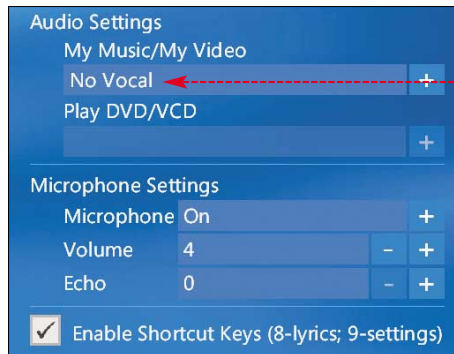 Audio Settings
My Music/My Video
No Vocal +
Play DVD/VCD
+
Microphone Settings
Microphone On +
Volume 4 - +
Echo 0 - +
Enable Shortcut Keys (8-lyrics; 9-settings)